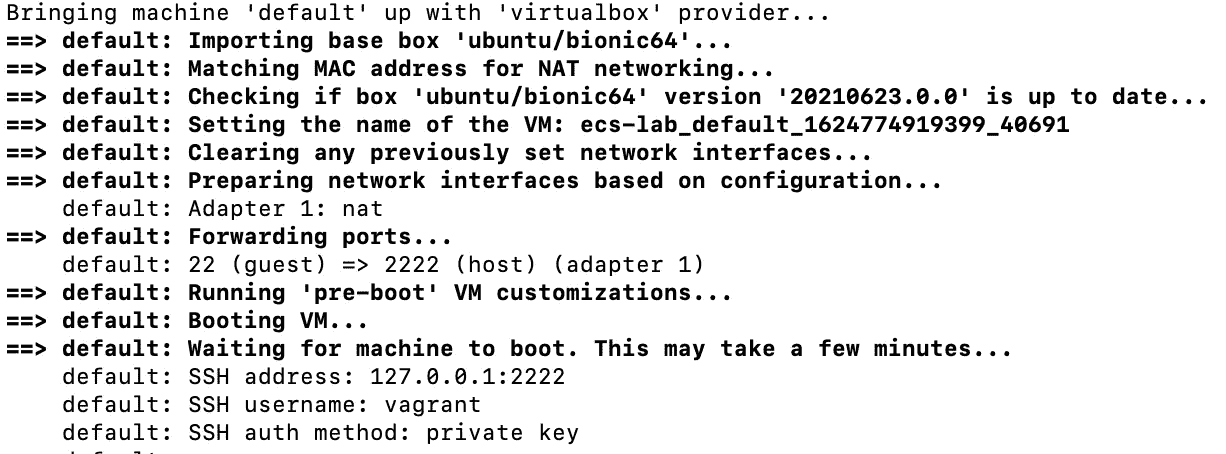 Bringing machine 'default' up with 'virtualbox' provider...
==> default: Importing base box 'ubuntu/bionic64'...
==> default: Matching MAC address for NAT networking...
==> default: Checking if box 'ubuntu/bionic64' version '20210623.0.0' is up to date...
==> default: Setting the name of the VM: ecs-lab_default_1624774919399_40691
==> default: Clearing any previously set network interfaces...
==> default: Preparing network interfaces based on configuration...
    default: Adapter 1: nat
==> default: Forwarding ports...
    default: 22 (guest) => 2222 (host) (adapter 1)
==> default: Running 'pre-boot' VM customizations...
==> default: Booting VM...
==> default: Waiting for machine to boot. This may take a few minutes...
    default: SSH address: 127.0.0.1:2222
    default: SSH username: vagrant
    default: SSH auth method: private key